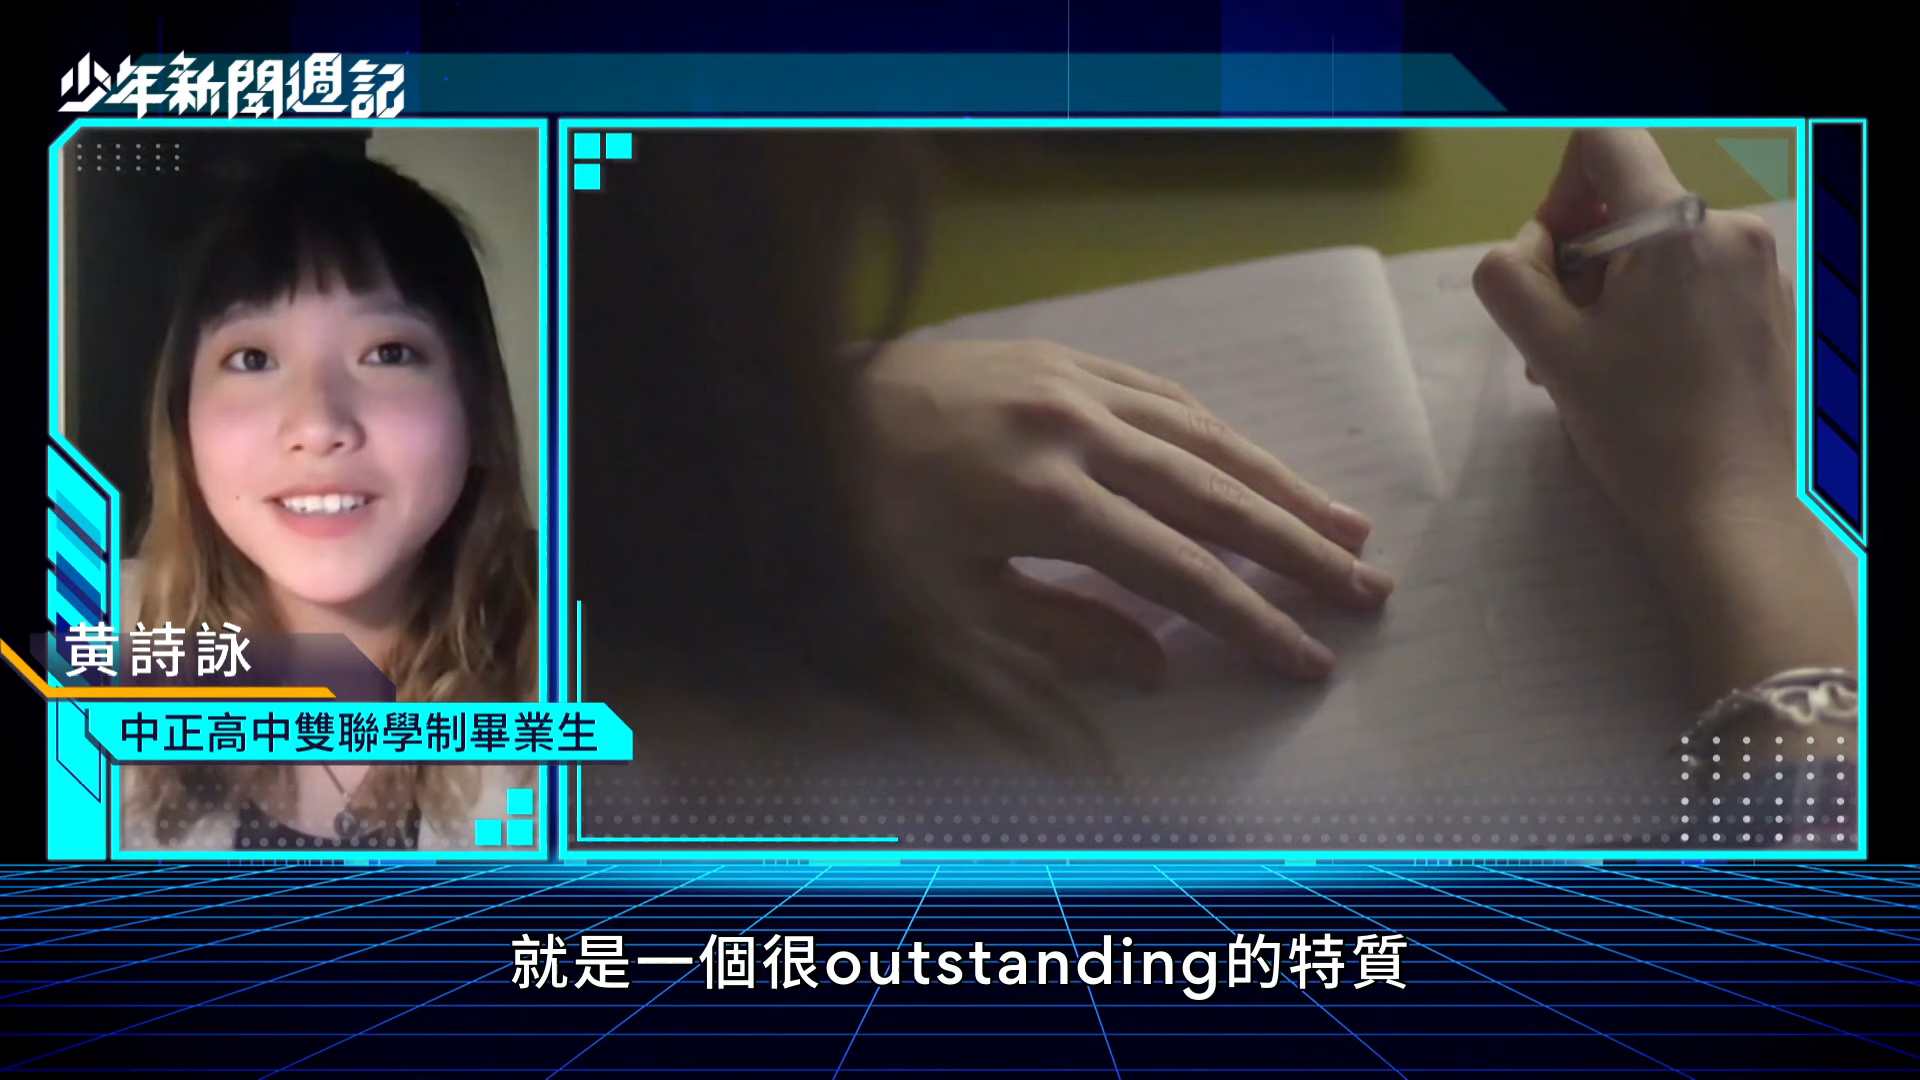 少年新聞週記
黄詩詠
中正高中雙聯學制畢業生
就是一個很outstanding的特質